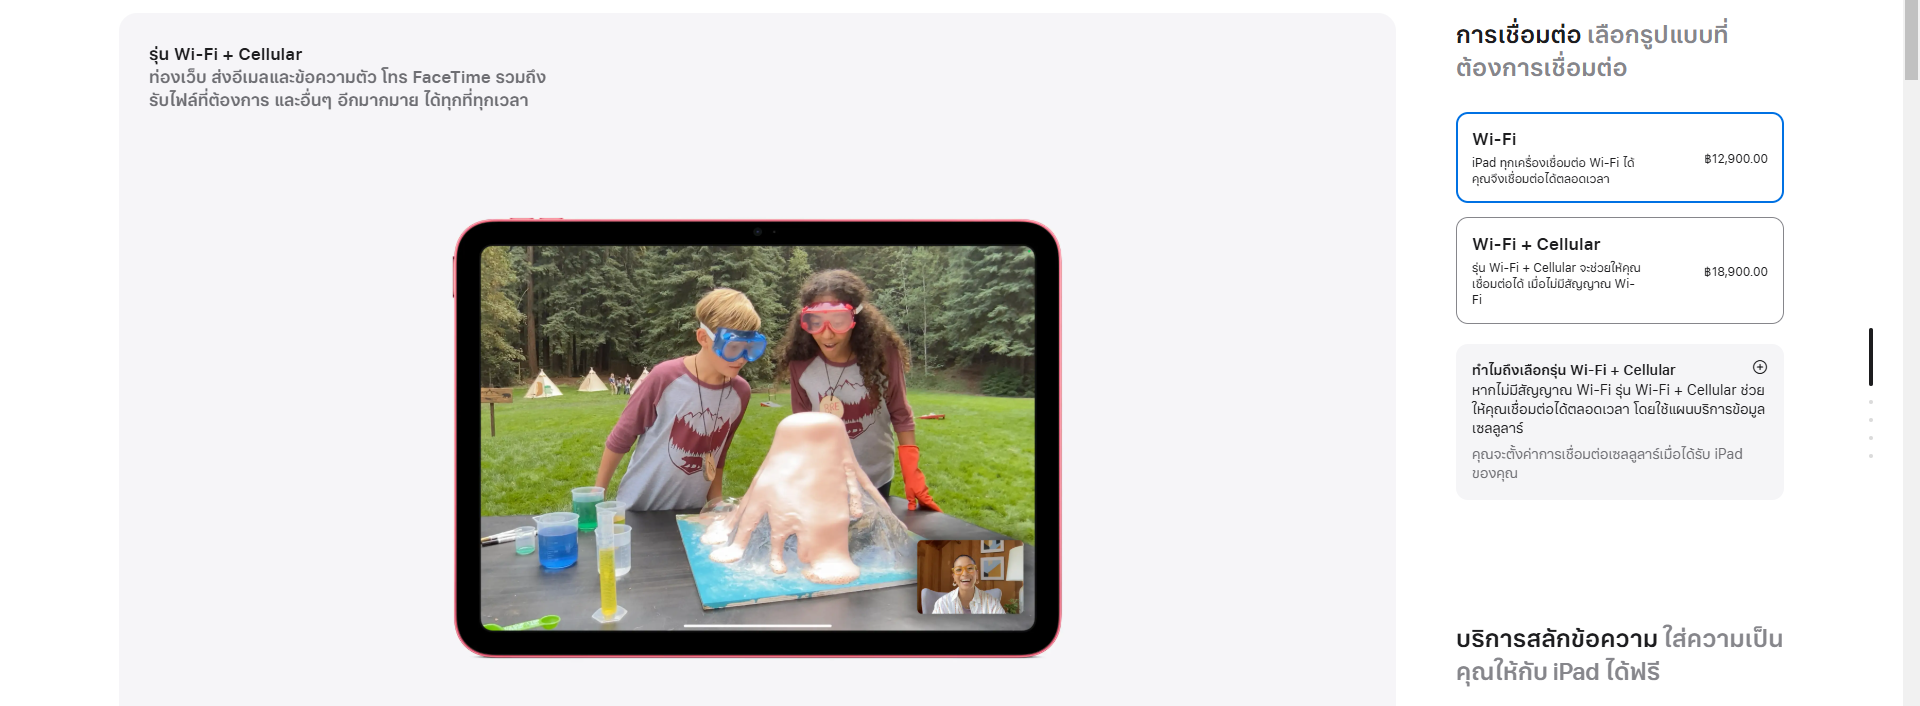 รุ่น Wi-Fi + Cellular
ท่องเว็บ ส่งอีเมลและข้อความตัว โทร FaceTime รวมถึง
รับไฟล์ที่ต้องการ และอื่นๆ อีกมากมาย ได้ทุกที่ทุกเวลา
การเชื่อมต่อ เลือกรูปแบบที่
ต้องการเชื่อมต่อ
Wi-Fi
iPad ทุกเครื่องเชื่อมต่อ Wi-Fi ได้
คุณจึงเชื่อมต่อได้ตลอดเวลา
฿12,900.00
Wi-Fi + Cellular
รุ่น Wi-Fi + Cellular จะช่วยให้คุณ
เชื่อมต่อได้ เมื่อไม่มีสัญญาณ Wi-
Fi
฿18,900.00
ทำไมถึงเลือกรุ่น Wi-Fi + Cellular
หากไม่มีสัญญาณ Wi-Fi รุ่น Wi-Fi + Cellular ช่วย
ให้คุณเชื่อมต่อได้ตลอดเวลา โดยใช้แผนบริการข้อมูล
เซลลูลาร์
คุณจะตั้งค่าการเชื่อมต่อเซลลูลาร์เมื่อได้รับ iPad
ของคุณ
บริการสลักข้อความ ใส่ความเป็น
คุณให้กับ iPad ได้ฟรี